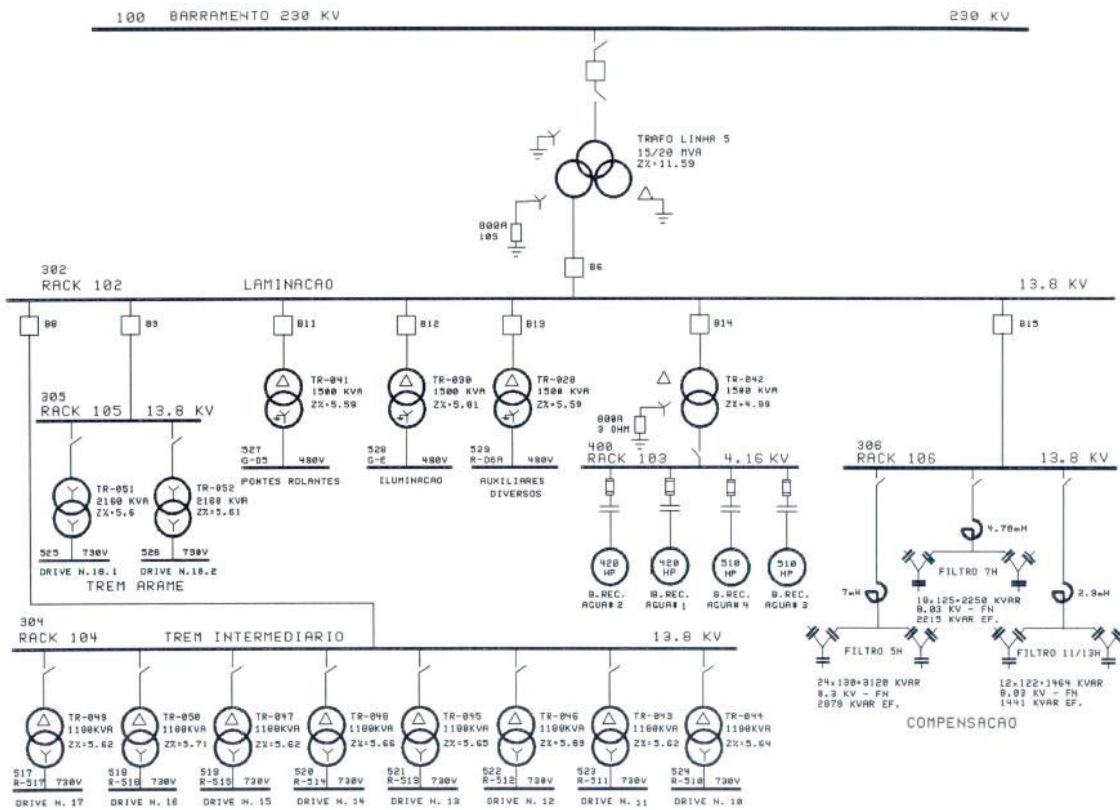 100 BARRAMENTO 230 KV
230 KV
TRAFO LINHA 5
15/20 MVA
Z%=11.59
800A
10S
B6
302
RACK 102
LAMINACAO
13.8 KV
B8
B9
B11
B12
B13
B14
B15
TR-041
1500 KVA
Z%=5.59
TR-030
1500 KVA
Z%=5.01
TR-028
1500 KVA
Z%=5.59
TR-042
1500 KVA
Z%=4.99
800A
3 OHM
305
RACK 105 13.8 KV
TR-051
2160 KVA
Z%=5.6
TR-052
2160 KVA
Z%=5.61
525 730V
DRIVE N.18.1
526 730V
DRIVE N.18.2
TREM ARAME
527
G-05 480V
PONTES ROLANTES
528
G-E 480V
ILUMINACAO
529
R-06A 480V
AUXILIARES
DIVERSOS
400
RACK 103 4.16 KV
420
HP
420
HP
510
HP
510
HP
B.REC.
AGUA#2
B.REC.
AGUA#1
B.REC.
AGUA#4
B.REC.
AGUA#3
306
RACK 106 13.8 KV
4.78mH
FILTRO 7H
18x125=2250 KVAR
8.03 KV - FN
2215 KVAR EF.
7mH
FILTRO 5H
24x130=3120 KVAR
8.3 KV - FN
2879 KVAR EF.
2.9mH
FILTRO 11/13H
12x122=1464 KVAR
8.03 KV - FN
1441 KVAR EF.
COMPENSACAO
304
RACK 104
TREM INTERMEDIARIO
13.8 KV
TR-049
1100KVA
Z%=5.62
TR-050
1100KVA
Z%=5.71
TR-047
1100KVA
Z%=5.62
TR-048
1100KVA
Z%=5.66
TR-045
1100KVA
Z%=5.65
TR-046
1100KVA
Z%=5.69
TR-043
1100KVA
Z%=5.62
TR-044
1100KVA
Z%=5.64
517
R-517 730V
DRIVE N. 17
518
R-516 730V
DRIVE N. 16
519
R-515 730V
DRIVE N. 15
520
R-514 730V
DRIVE N. 14
521
R-513 730V
DRIVE N. 13
522
R-512 730V
DRIVE N. 12
523
R-511 730V
DRIVE N. 11
524
R-510 730V
DRIVE N. 10